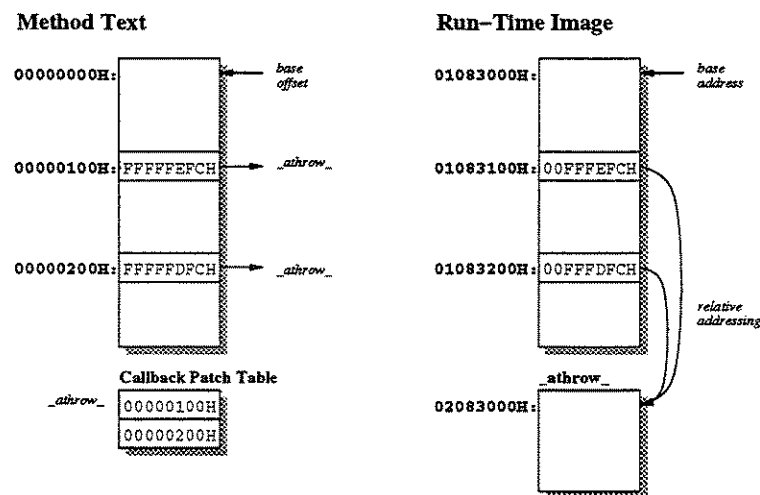 Method Text
Run-Time Image
00000000H:
base
offset
01083000H:
base
address
00000100H: FFFFFEFCH
_athrow_
01083100H: 00FFFEFCH
00000200H: FFFFFDFCH
_athrow_
01083200H: 00FFFDFCH
relative
addressing
Callback Patch Table
_athrow_
_athrow_ 00000100H
00000200H
02083000H: